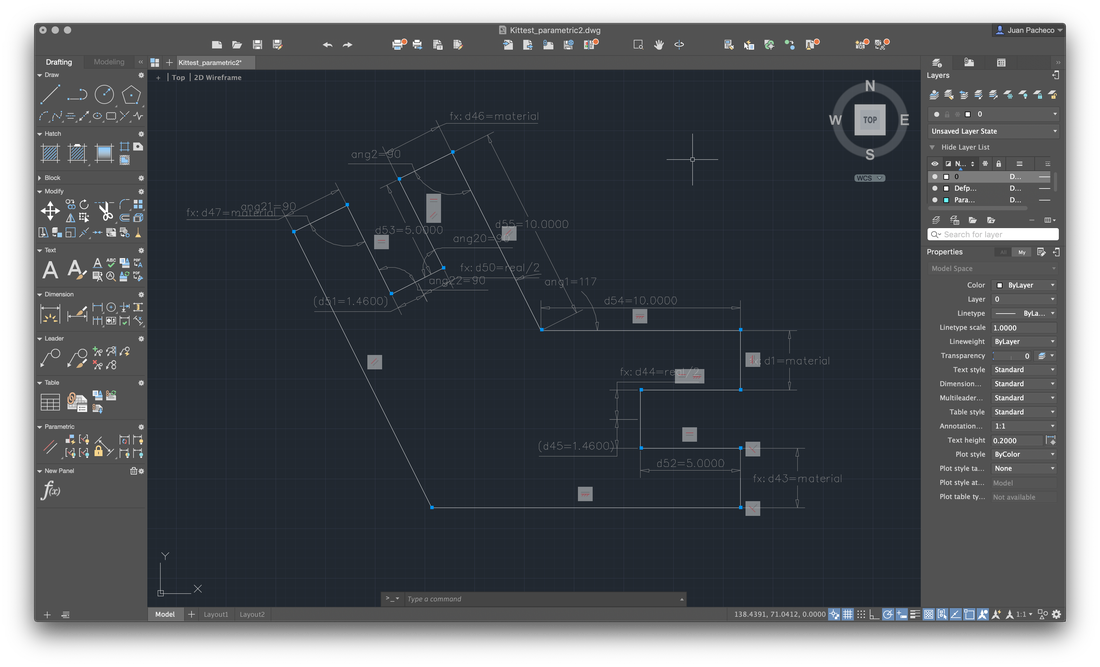 Kittest_parametric2.dwg
Juan Pacheco
Drafting
Modeling
Kittest_parametric2*
Draw
Hatch
Block
Modify
Text
Dimension
Leader
Table
Parametric
New Panel
f(x)
+ | Top | 2D Wireframe
fx: d46=material
ang2=90
ang21=90
fx: d47=material
d53=5.0000
d55=10.0000
fx: d50=real/2
ang22=90
ang1=117
(d51=1.4600)
d54=10.0000
d1=material
fx: d44=real/2
(d45=1.4600)
d52=5.0000
fx: d43=material
N
W
TOP
E
S
WCS
Y
X
>_
Type a command
Model
Layout1
Layout2
138.4391, 71.0412, 0.0000
1:1
Layers
0
Unsaved Layer State
Hide Layer List
N...
0 D...
Defp... D...
Para... D...
Search for layer
Properties
All
My
Model Space
Color ByLayer
Layer 0
Linetype ByLa...
Linetype scale 1.0000
Lineweight ByLayer
Transparency 0
Text style Standard
Dimension... Standard
Multileader... Standard
Table style Standard
Annotation... 1:1
Text height 0.2000
Plot style ByColor
Plot style ta... None
Plot style at... Model
Plot table ty... Not available